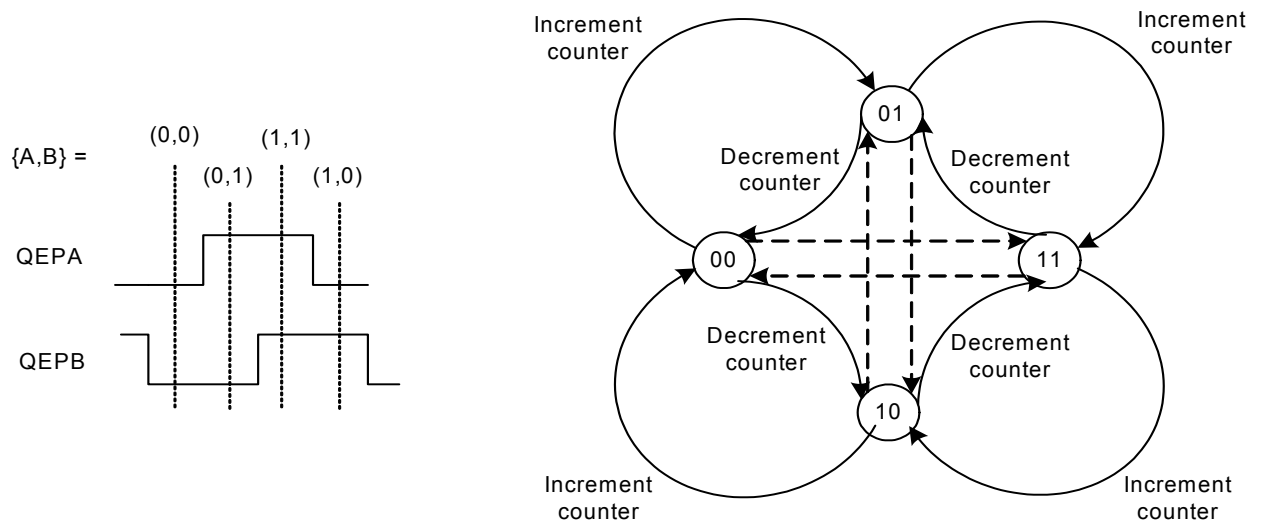 {A,B} =
(0,0)
(0,1)
(1,1)
(1,0)
QEPA
QEPB
Increment
counter
Increment
counter
01
Decrement
counter
Decrement
counter
00
11
Decrement
counter
Decrement
counter
10
Increment
counter
Increment
counter